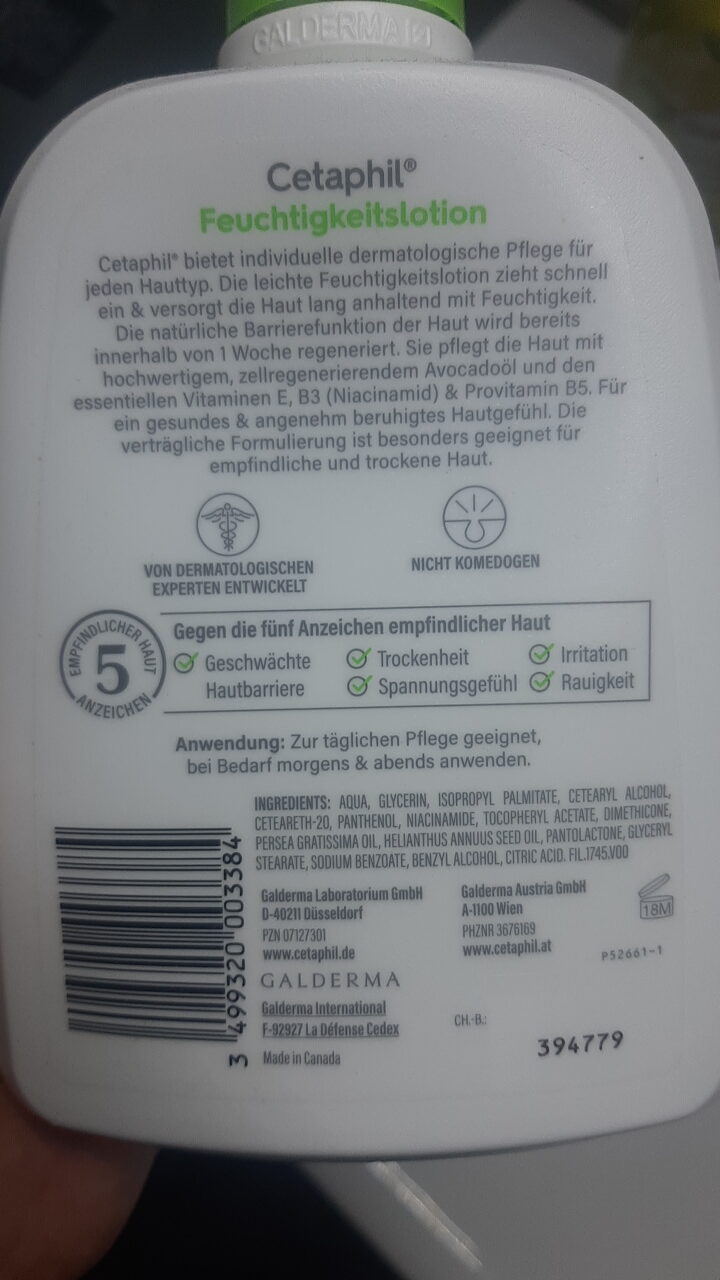 GALDERMA
Cetaphil®
Feuchtigkeitslotion
Cetaphil® bietet individuelle dermatologische Pflege für
jeden Hauttyp. Die leichte Feuchtigkeitslotion zieht schnell
ein & versorgt die Haut lang anhaltend mit Feuchtigkeit.
Die natürliche Barrierefunktion der Haut wird bereits
innerhalb von 1 Woche regeneriert. Sie pflegt die Haut mit
hochwertigem, zellregenerierendem Avocadoöl und den
essentiellen Vitaminen E, B3 (Niacinamid) & Provitamin B5. Für
ein gesundes & angenehm beruhigtes Hautgefühl. Die
verträgliche Formulierung ist besonders geeignet für
empfindliche und trockene Haut.
VON DERMATOLOGISCHEN
EXPERTEN ENTWICKELT
NICHT KOMEDOGEN
EMPFINDLICHER HAUT
5
ANZEICHEN
Gegen die fünf Anzeichen empfindlicher Haut
Geschwächte Trockenheit Irritation
Hautbarriere Spannungsgefühl Rauigkeit
Anwendung: Zur täglichen Pflege geeignet,
bei Bedarf morgens & abends anwenden.
INGREDIENTS: AQUA, GLYCERIN, ISOPROPYL PALMITATE, CETEARYL ALCOHOL,
CETEARETH-20, PANTHENOL, NIACINAMIDE, TOCOPHERYL ACETATE, DIMETHICONE,
PERSEA GRATISSIMA OIL, HELIANTHUS ANNUUS SEED OIL, PANTOLACTONE, GLYCERYL
STEARATE, SODIUM BENZOATE, BENZYL ALCOHOL, CITRIC ACID. FIL.1745.V00
3 499320 003384
Galderma Laboratorium GmbH
D-40211 Düsseldorf
PZN 07127301
www.cetaphil.de
Galderma Austria GmbH
A-1100 Wien
PHZNR 3676169
www.cetaphil.at
18M
P52661-1
GALDERMA
Galderma International
F-92927 La Défense Cedex
Made in Canada
CH.-B.:
394779